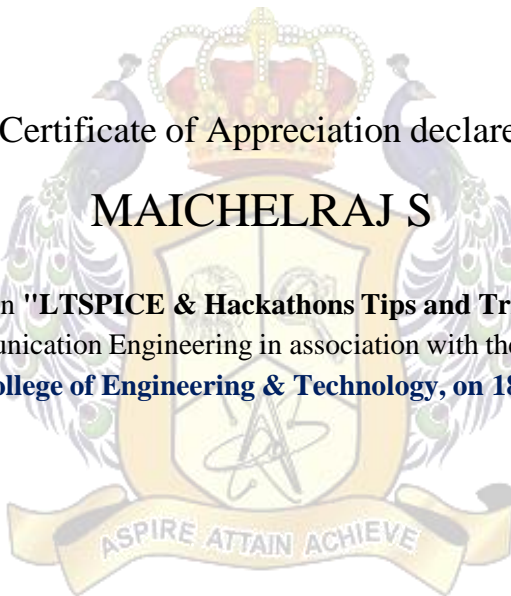 Certificate of Appreciation declare
MAICHELRAJ S
n "LTSPICE & Hackathons Tips and Tr
unication Engineering in association with the
ollege of Engineering & Technology, on 18
ASPIRE ATTAIN ACHIEVE